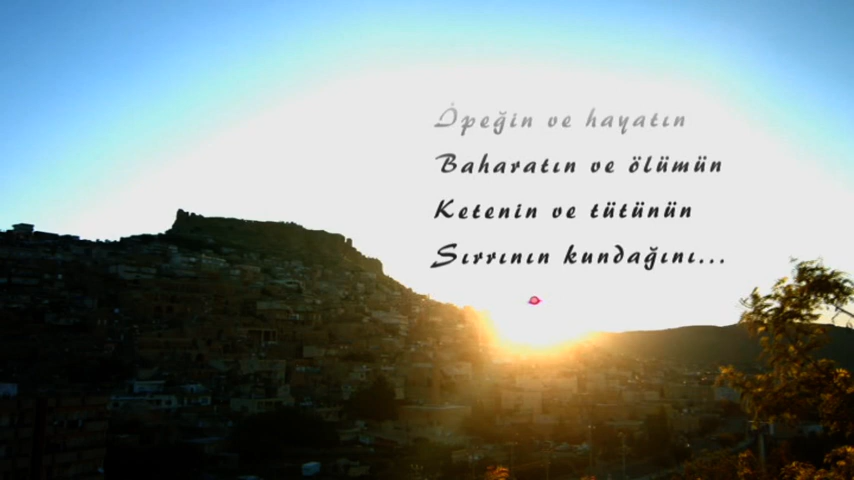 İpeğin ve hayatın
Baharatın ve ölümün
Ketenin ve tütünün
Sırrının kundağını...